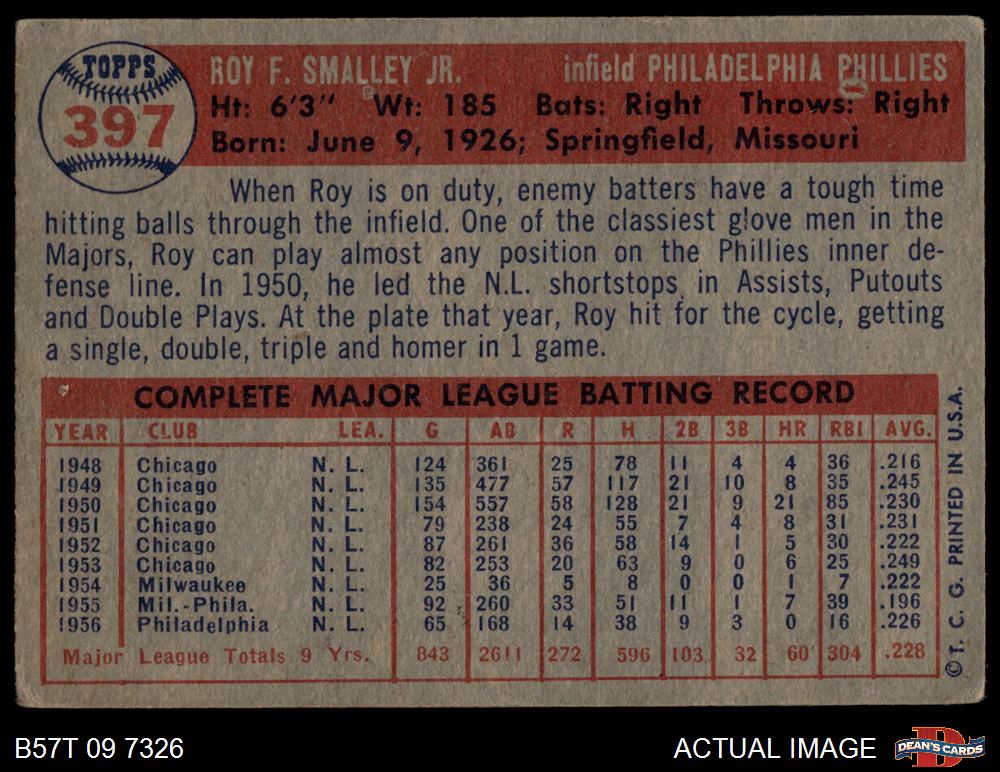 TOPPS
397
ROY F. SMALLEY JR. infield PHILADELPHIA PHILLIES
Ht: 6'3" Wt: 185 Bats: Right Throws: Right
Born: June 9, 1926; Springfield, Missouri
When Roy is on duty, enemy batters have a tough time
hitting balls through the infield. One of the classiest glove men in the
Majors, Roy can play almost any position on the Phillies inner de-
fense line. In 1950, he led the N.L. shortstops in Assists, Putouts
and Double Plays. At the plate that year, Roy hit for the cycle, getting
a single, double, triple and homer in 1 game.
COMPLETE MAJOR LEAGUE BATTING RECORD
YEAR CLUB LEA. G AB R H 2B 3B HR RBI AVG.
1948 Chicago N. L. 124 361 25 78 11 4 4 36 .216
1949 Chicago N. L. 135 477 57 117 21 10 8 35 .245
1950 Chicago N. L. 154 557 58 128 21 9 21 85 .230
1951 Chicago N. L. 79 238 24 55 7 4 8 31 .231
1952 Chicago N. L. 87 261 36 58 14 1 5 30 .222
1953 Chicago N. L. 82 253 20 63 9 0 6 25 .249
1954 Milwaukee N. L. 25 36 5 8 0 0 1 7 .222
1955 Mil.-Phila. N. L. 92 260 33 51 11 1 7 39 .196
1956 Philadelphia N. L. 65 168 14 38 9 3 0 16 .226
Major League Totals 9 Yrs. 843 2611 272 596 103 32 60 304 .228
© T. C. G. PRINTED IN U.S.A.
B57T 09 7326
ACTUAL IMAGE
D
DEAN'S CARDS